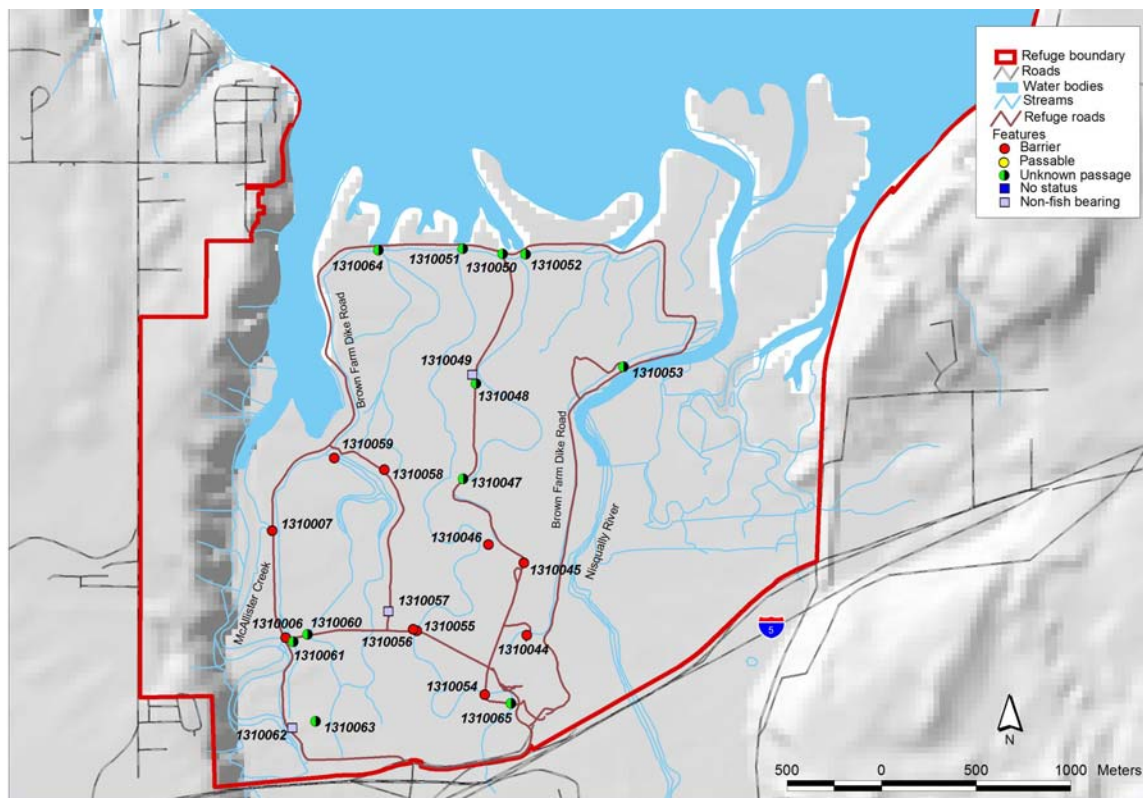 Refuge boundary
Roads
Water bodies
Streams
Refuge roads
Features
Barrier
Passable
Unknown passage
No status
Non-fish bearing
1310064
1310051
1310050
1310052
Brown Farm Dike Road
1310049
1310048
1310053
1310059
1310058
1310047
Brown Farm Dike Road
1310007
1310046
1310045
Nisqually River
McAllister Creek
1310057
1310006
1310060
1310055
1310056
1310061
1310044
5
1310054
1310065
1310062
1310063
N
500 0 500 1000 Meters